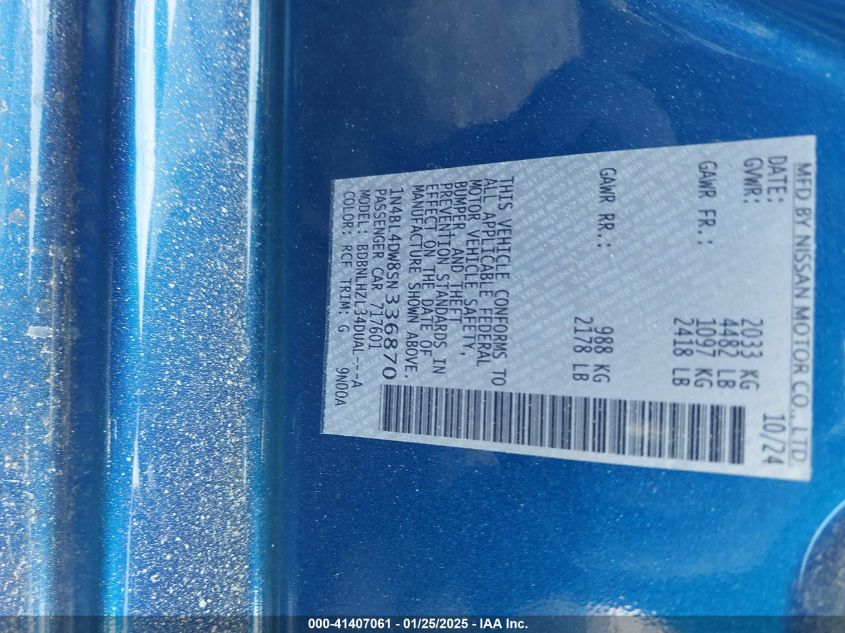 MFD BY NISSAN MOTOR CO., LTD.
DATE: 10/24
GVWR: 2033 KG
4482 LB
GAWR FR.: 1097 KG
2418 LB
GAWR RR.: 988 KG
2178 LB
THIS VEHICLE CONFORMS TO
ALL APPLICABLE FEDERAL
MOTOR VEHICLE SAFETY,
BUMPER, AND THEFT
PREVENTION STANDARDS IN
EFFECT ON THE DATE OF
MANUFACTURE SHOWN ABOVE.
1N4BL4DW8SN336870
PASSENGER CAR 717601
MODEL: BDBNLHZL34DUAL---A
COLOR: RCF TRIM: G 9N00A
000-41407061 - 01/25/2025 - IAA Inc.